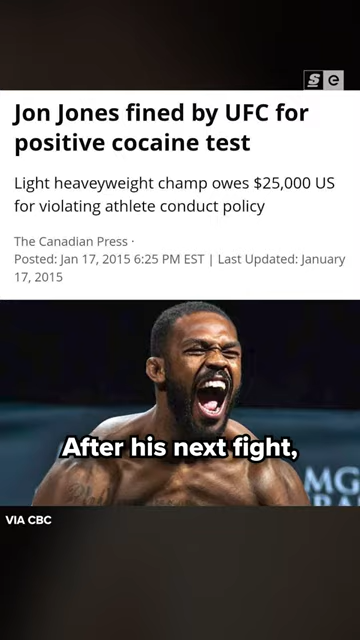 S e
Jon Jones fined by UFC for
positive cocaine test
Light heaveyweight champ owes $25,000 US
for violating athlete conduct policy
The Canadian Press ·
Posted: Jan 17, 2015 6:25 PM EST | Last Updated: January
17, 2015
After his next fight,
MG
VIA CBC